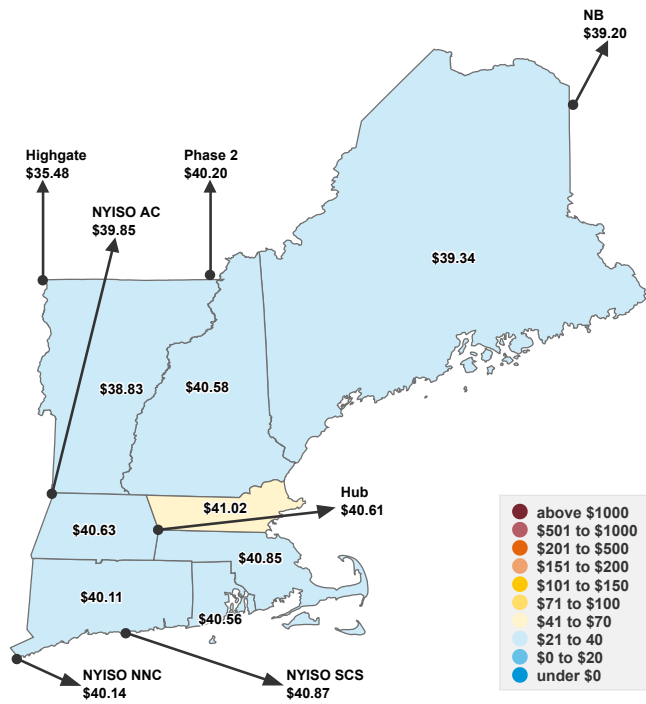 NB
$39.20
Highgate
$35.48
Phase 2
$40.20
NYISO AC
$39.85
$39.34
$38.83
$40.58
Hub
$40.61
$41.02
$40.63
$40.85
$40.11
$40.56
NYISO NNC
$40.14
NYISO SCS
$40.87
above $1000
$501 to $1000
$201 to $500
$151 to $200
$101 to $150
$71 to $100
$41 to $70
$21 to 40
$0 to $20
under $0